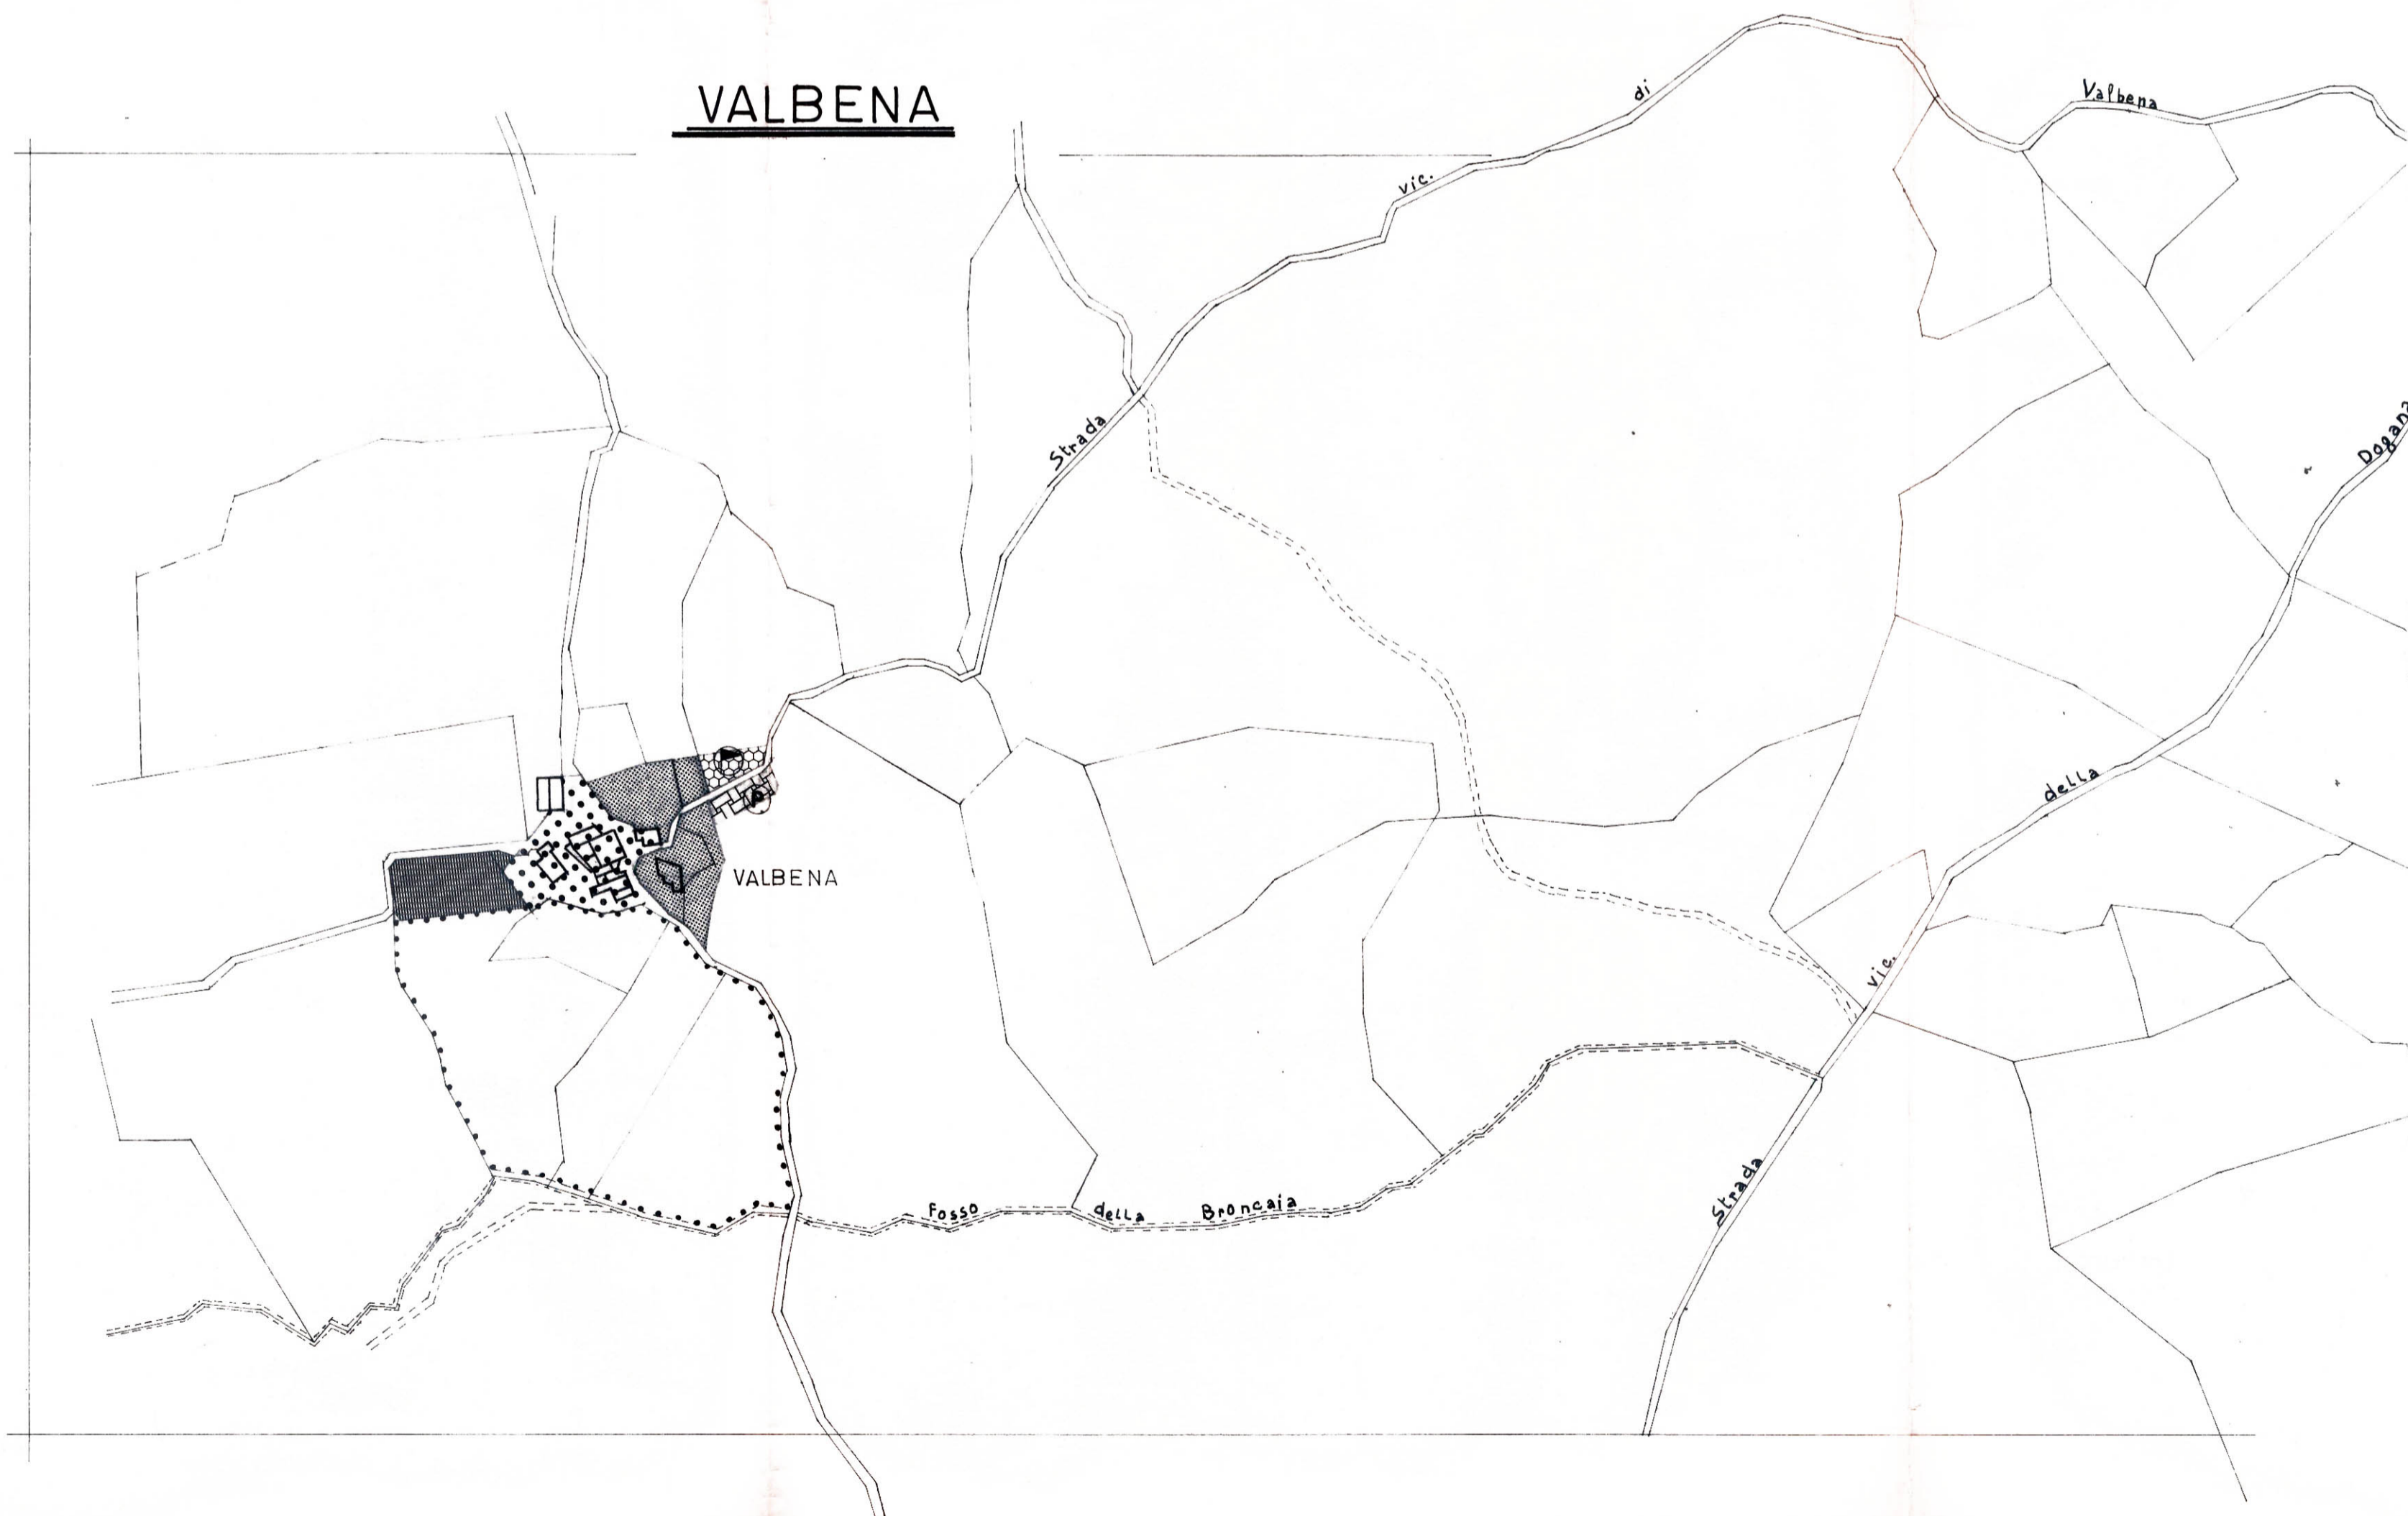 VALBENA
Strada vic. di Valbena
VALBENA
Strada vic. della Dogana
Fosso della Broncaia
P